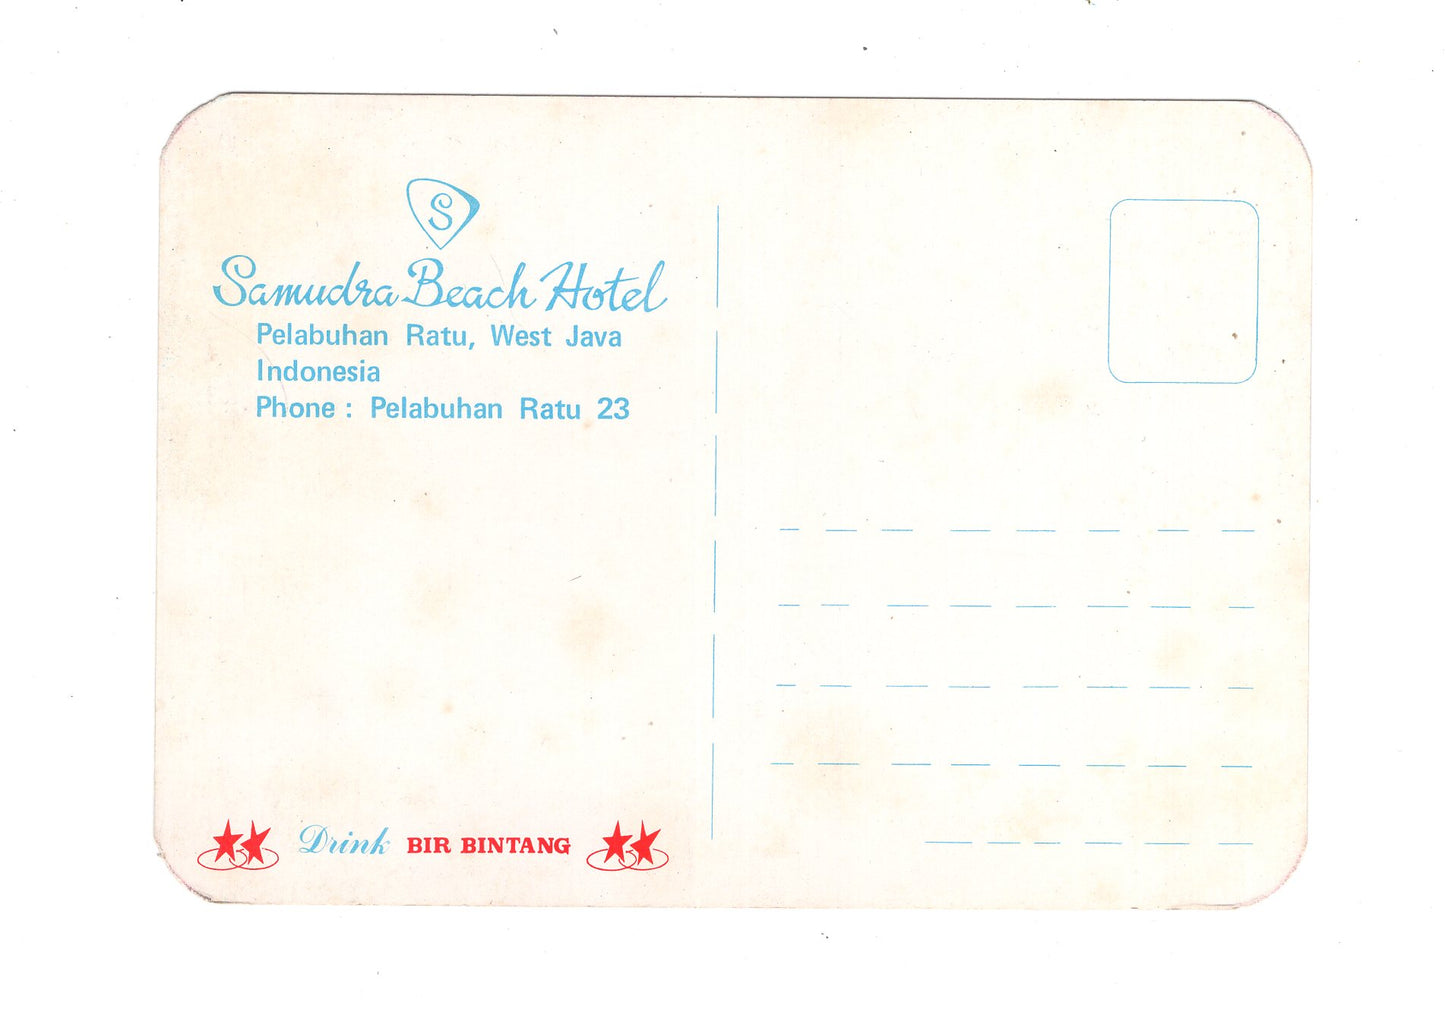 S
Samudra Beach Hotel
Pelabuhan Ratu, West Java
Indonesia
Phone : Pelabuhan Ratu 23
Drink BIR BINTANG